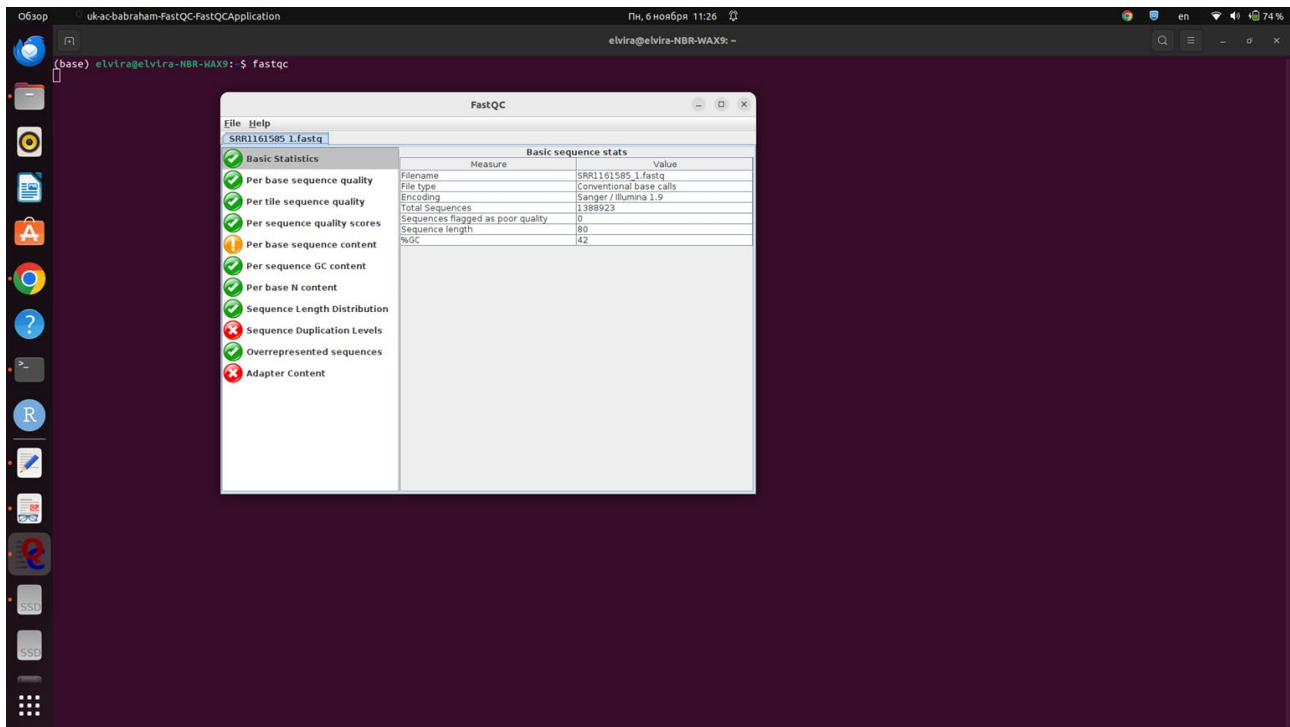 Обзор uk-ac-babraham-FastQC-FastQCApplication Пн, 6 ноября 11:26 en 74 %
elvira@elvira-NBR-WAX9: ~
(base) elvira@elvira-NBR-WAX9:~$ fastqc
FastQC
File Help
SRR1161585 1.fastq
Basic Statistics
Per base sequence quality
Per tile sequence quality
Per sequence quality scores
Per base sequence content
Per sequence GC content
Per base N content
Sequence Length Distribution
Sequence Duplication Levels
Overrepresented sequences
Adapter Content
Basic sequence stats
Measure Value
Filename SRR1161585_1.fastq
File type Conventional base calls
Encoding Sanger / Illumina 1.9
Total Sequences 1388923
Sequences flagged as poor quality 0
Sequence length 80
%GC 42
R
SSD
SSD